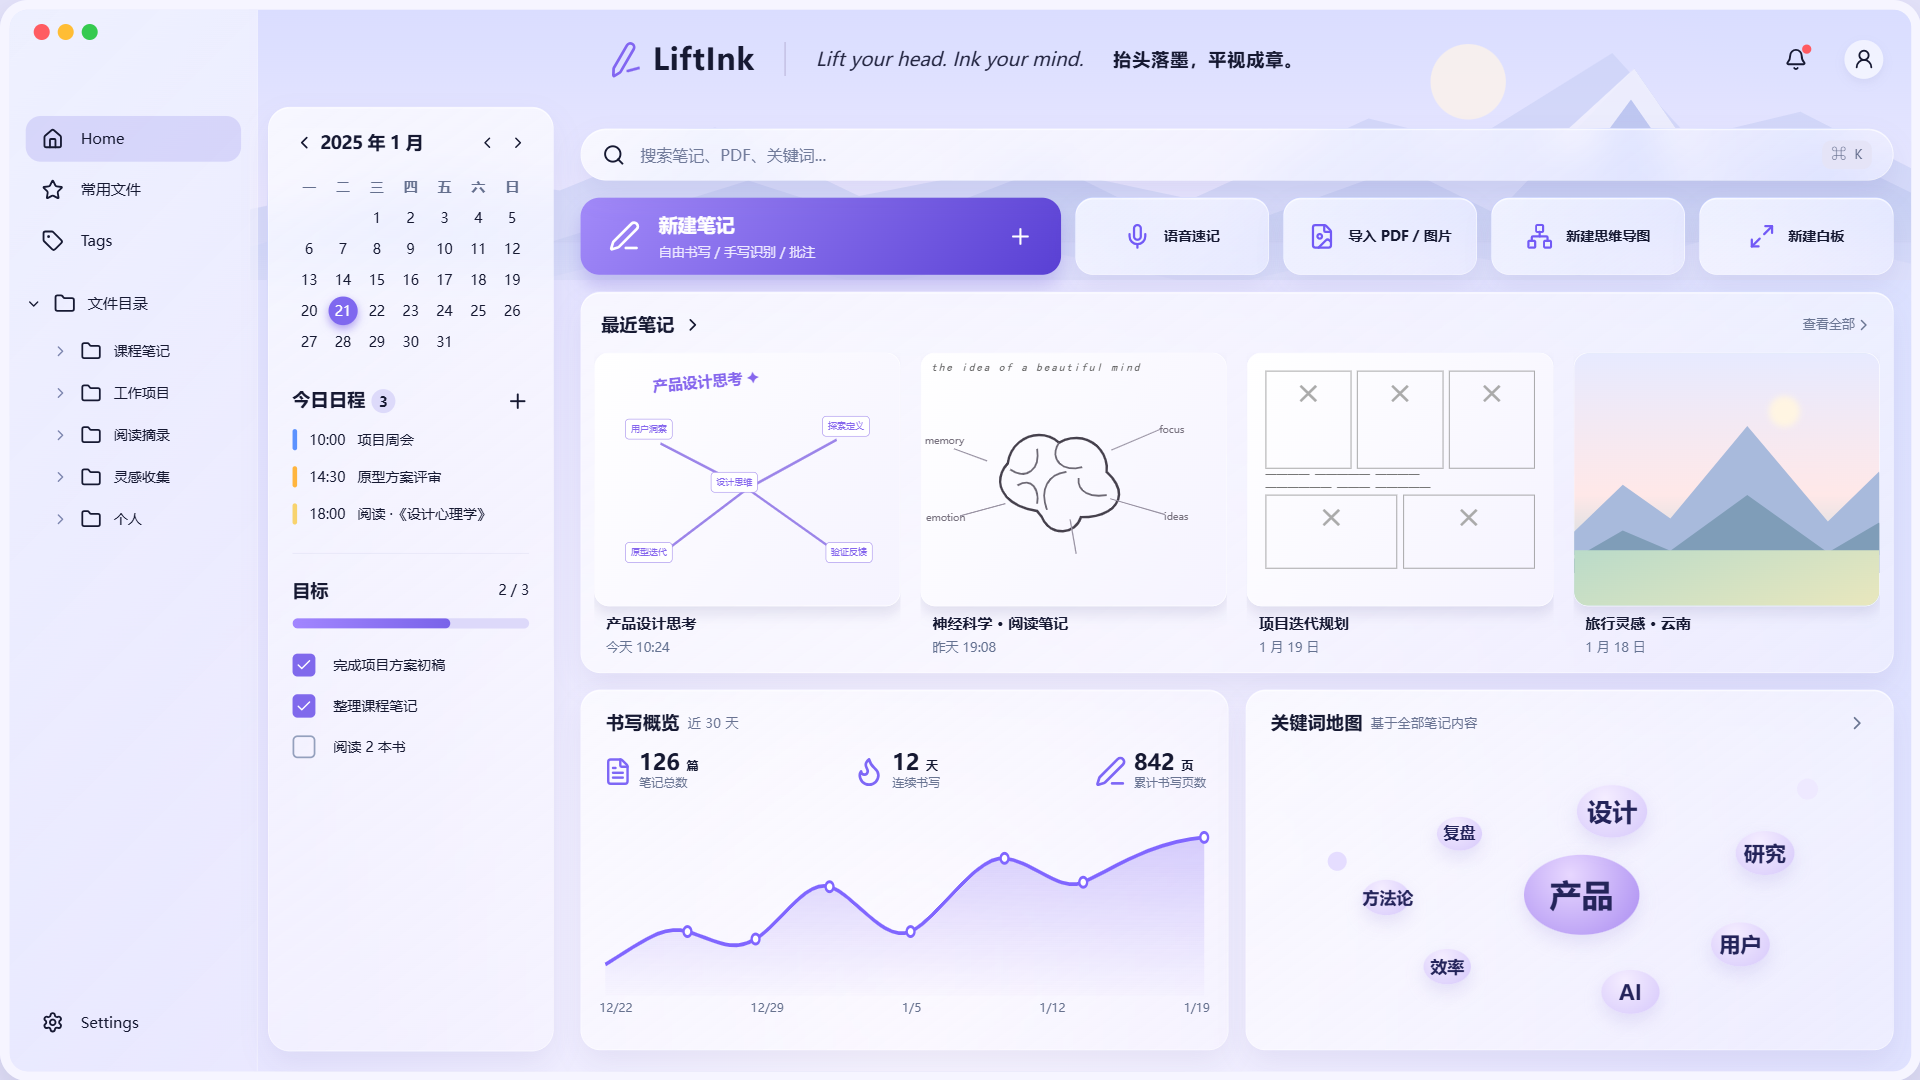 LiftInk
Lift your head. Ink your mind.
抬头落墨，平视成章。
Home
常用文件
Tags
文件目录
课程笔记
工作项目
阅读摘录
灵感收集
个人
Settings
2025 年 1 月
一 二 三 四 五 六 日
1 2 3 4 5
6 7 8 9 10 11 12
13 14 15 16 17 18 19
20 21 22 23 24 25 26
27 28 29 30 31
今日日程 3
10:00 项目周会
14:30 原型方案评审
18:00 阅读 ·《设计心理学》
目标 2 / 3
完成项目方案初稿
整理课程笔记
阅读 2 本书
搜索笔记、PDF、关键词...
⌘ K
新建笔记
自由书写 / 手写识别 / 批注
语音速记
导入 PDF / 图片
新建思维导图
新建白板
最近笔记
查看全部
产品设计思考 ✦
用户洞察
探索定义
设计思维
原型迭代
验证反馈
产品设计思考
今天 10:24
the idea of a beautiful mind
memory
focus
emotion
ideas
神经科学 • 阅读笔记
昨天 19:08
项目迭代规划
1 月 19 日
旅行灵感 • 云南
1 月 18 日
书写概览 近 30 天
126 篇
笔记总数
12 天
连续书写
842 页
累计书写页数
12/22 12/29 1/5 1/12 1/19
关键词地图 基于全部笔记内容
设计
复盘
研究
产品
方法论
用户
效率
AI